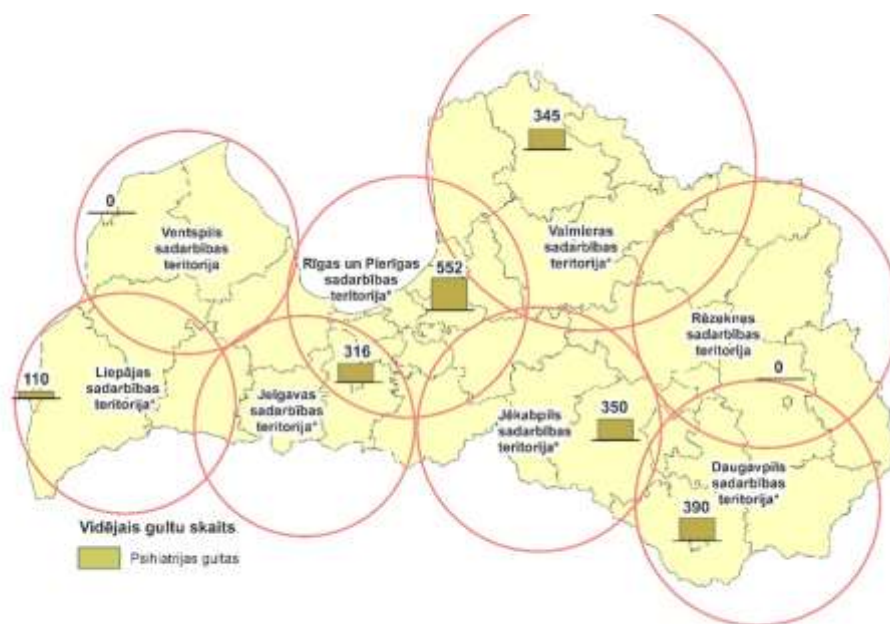 345
0
Ventspils
sadarbības
teritorija
Valmieras
sadarbības
teritorija*
Rīgas un Pierīgas
sadarbības
teritorija*
552
Rēzeknes
sadarbības
teritorija
0
316
110
Liepājas
sadarbības
teritorija*
Jelgavas
sadarbības
teritorija*
Jēkabpils
sadarbības
teritorija*
350
Daugavpils
sadarbības
teritorija*
390
Vidējais gultu skaits
Psihiatrijas gultas